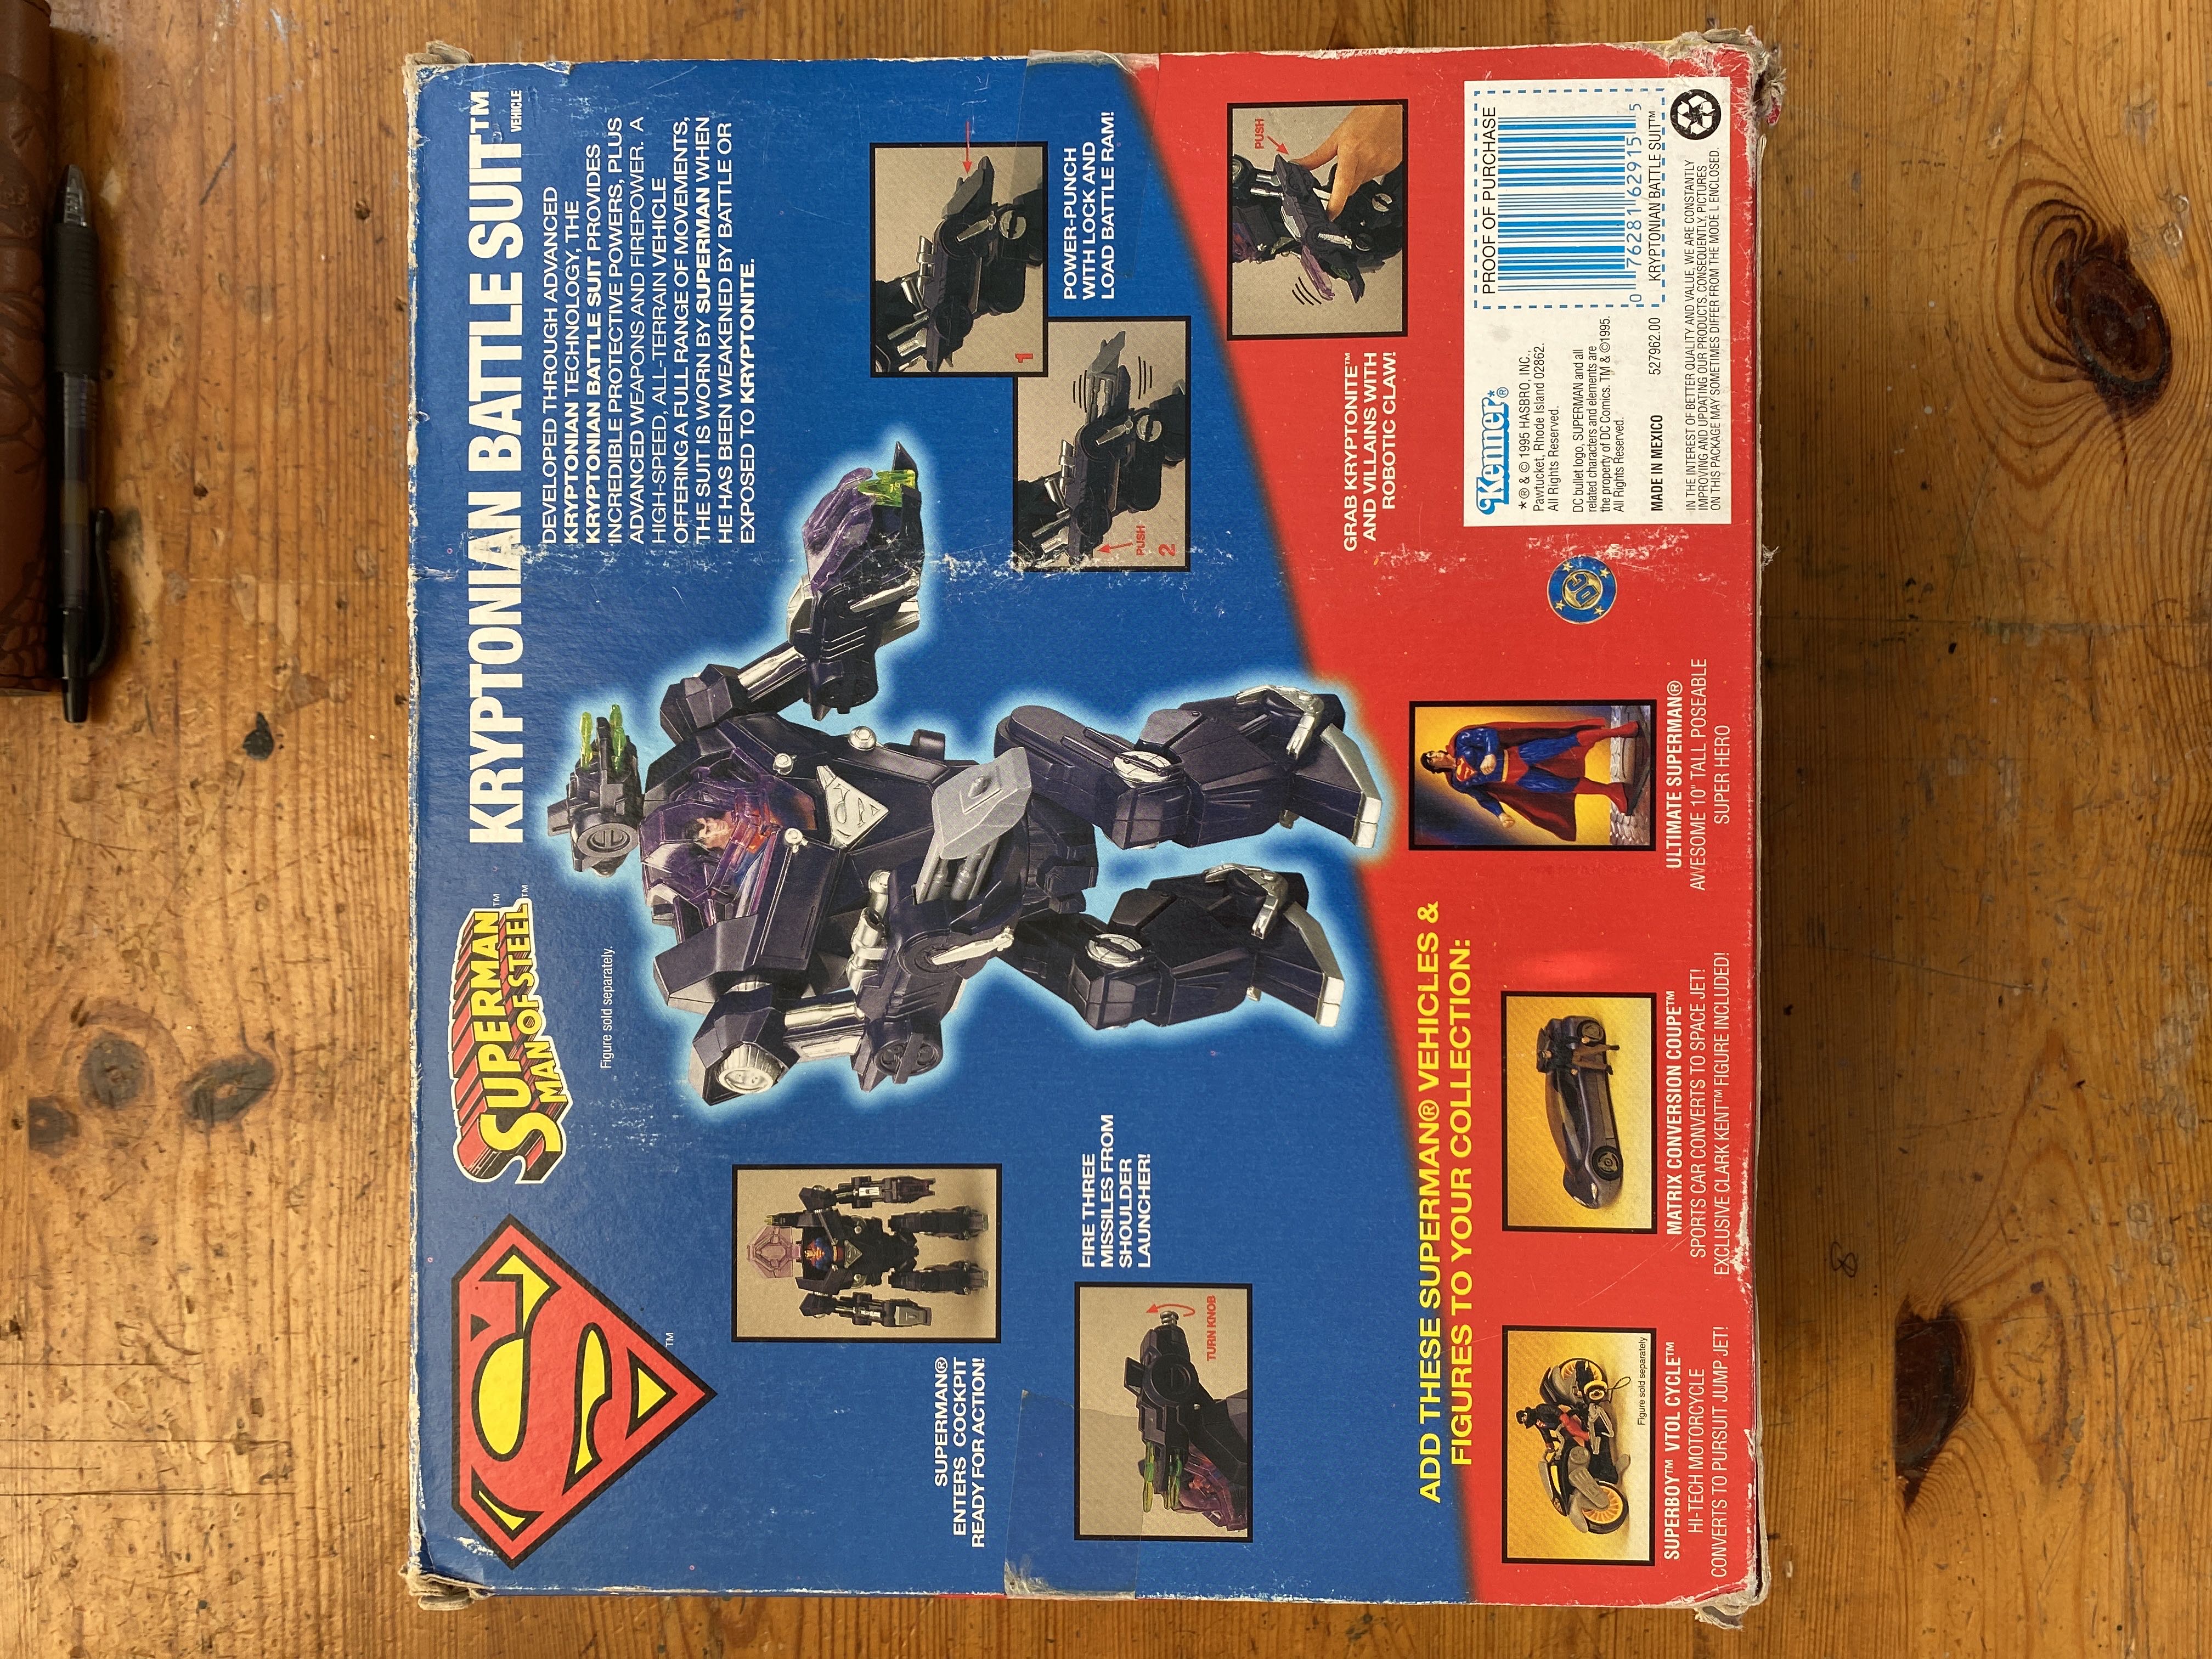 SUPERMAN™
MAN OF STEEL™
KRYPTONIAN BATTLE SUIT™
VEHICLE
™
Figure sold separately.
DEVELOPED THROUGH ADVANCED
KRYPTONIAN TECHNOLOGY, THE
KRYPTONIAN BATTLE SUIT PROVIDES
INCREDIBLE PROTECTIVE POWERS, PLUS
ADVANCED WEAPONS AND FIREPOWER. A
HIGH-SPEED, ALL-TERRAIN VEHICLE
OFFERING A FULL RANGE OF MOVEMENTS,
THE SUIT IS WORN BY SUPERMAN WHEN
HE HAS BEEN WEAKENED BY BATTLE OR
EXPOSED TO KRYPTONITE.
SUPERMAN®
ENTERS COCKPIT
READY FOR ACTION!
FIRE THREE
MISSILES FROM
SHOULDER
LAUNCHER!
TURN KNOB
1
PUSH
2
POWER-PUNCH
WITH LOCK AND
LOAD BATTLE RAM!
PUSH
GRAB KRYPTONITE™
AND VILLAINS WITH
ROBOTIC CLAW!
ADD THESE SUPERMAN® VEHICLES &
FIGURES TO YOUR COLLECTION:
Figure sold separately
SUPERBOY™ VTOL CYCLE™
HI-TECH MOTORCYCLE
CONVERTS TO PURSUIT JUMP JET!
MATRIX CONVERSION COUPE™
SPORTS CAR CONVERTS TO SPACE JET!
EXCLUSIVE CLARK KENT™ FIGURE INCLUDED!
ULTIMATE SUPERMAN®
AWESOME 10" TALL POSEABLE
SUPER HERO
DC
Kenner*®
*® & © 1995 HASBRO, INC.,
Pawtucket, Rhode Island 02862.
All Rights Reserved.
DC bullet logo, SUPERMAN and all
related characters and elements are
the property of DC Comics. TM & ©1995.
All Rights Reserved.
MADE IN MEXICO 527962.00
PROOF OF PURCHASE
0 76281 62915 5
KRYPTONIAN BATTLE SUIT™
IN THE INTEREST OF BETTER QUALITY AND VALUE, WE ARE CONSTANTLY
IMPROVING AND UPDATING OUR PRODUCTS. CONSEQUENTLY, PICTURES
ON THIS PACKAGE MAY SOMETIMES DIFFER FROM THE MODEL ENCLOSED.